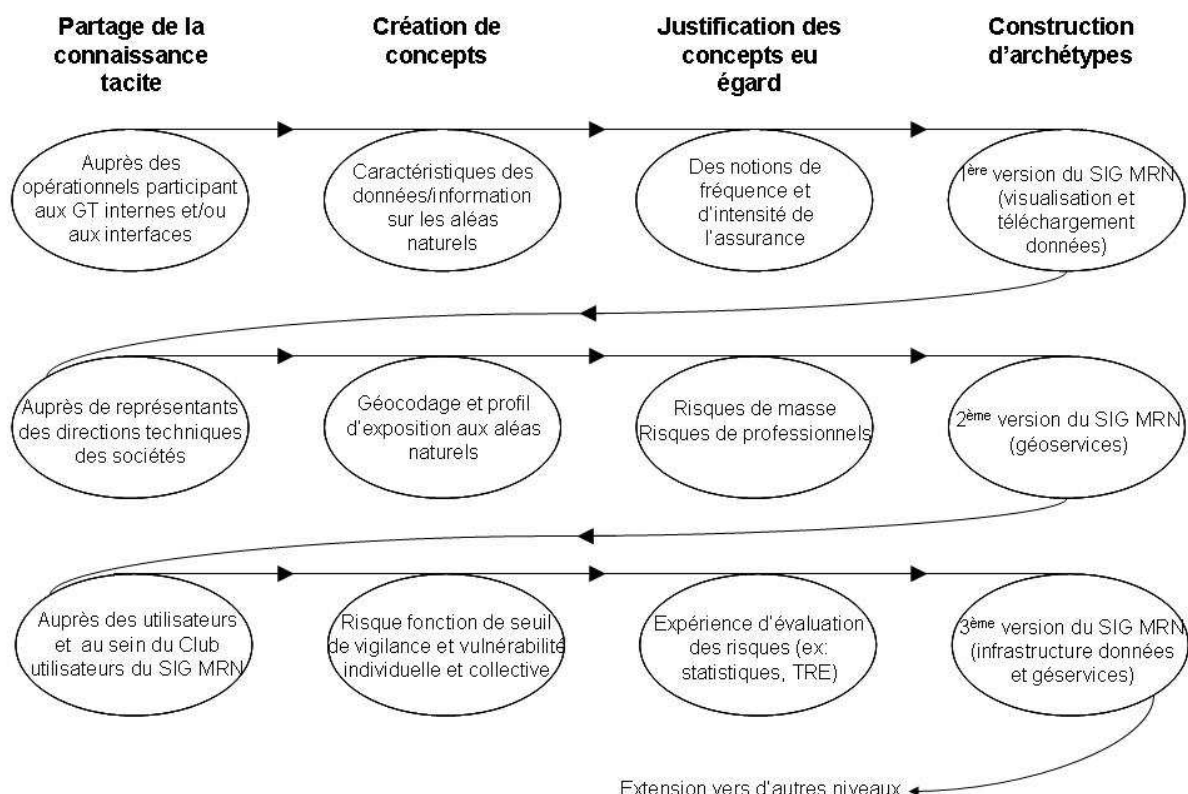 Partage de la
connaissance
tacite
Création de
concepts
Justification des
concepts eu
égard
Construction
d'archétypes
Auprès des
opérationnels participant
aux GT internes et/ou
aux interfaces
Caractéristiques des
données/information
sur les aléas
naturels
Des notions de
fréquence et
d'intensité de
l'assurance
1ère version du SIG MRN
(visualisation et
téléchargement
données)
Auprès de représentants
des directions techniques
des sociétés
Géocodage et profil
d'exposition aux aléas
naturels
Risques de masse
Risques de professionnels
2ème version du SIG MRN
(géoservices)
Auprès des utilisateurs
et au sein du Club
utilisateurs du SIG MRN
Risque fonction de seuil
de vigilance et vulnérabilité
individuelle et collective
Expérience d'évaluation
des risques (ex:
statistiques, TRE)
3ème version du SIG MRN
(infrastructure données
et géservices)
Extension vers d'autres niveaux